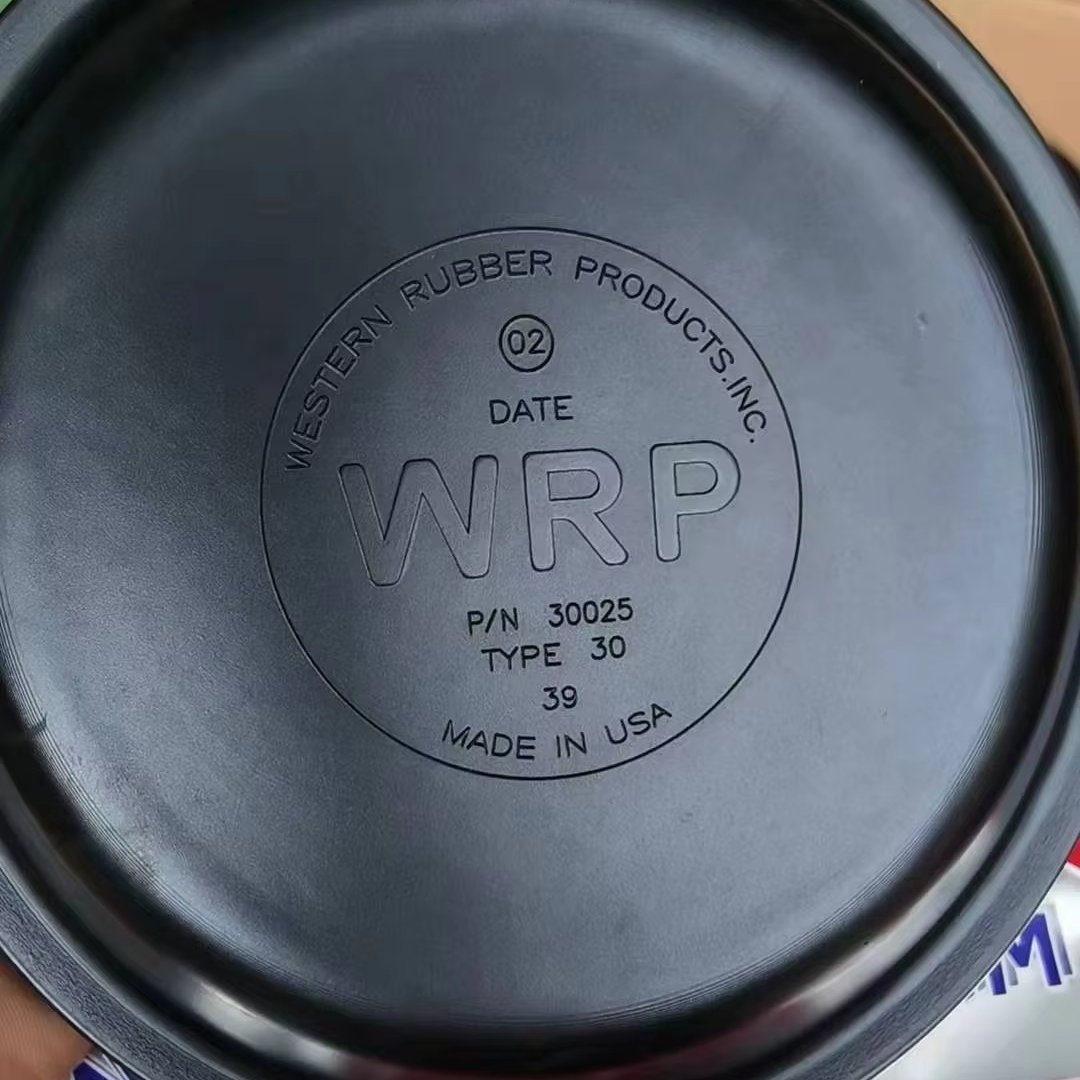 WESTERN RUBBER PRODUCTS.INC.
02
DATE
WRP
P/N 30025
TYPE 30
39
MADE IN USA